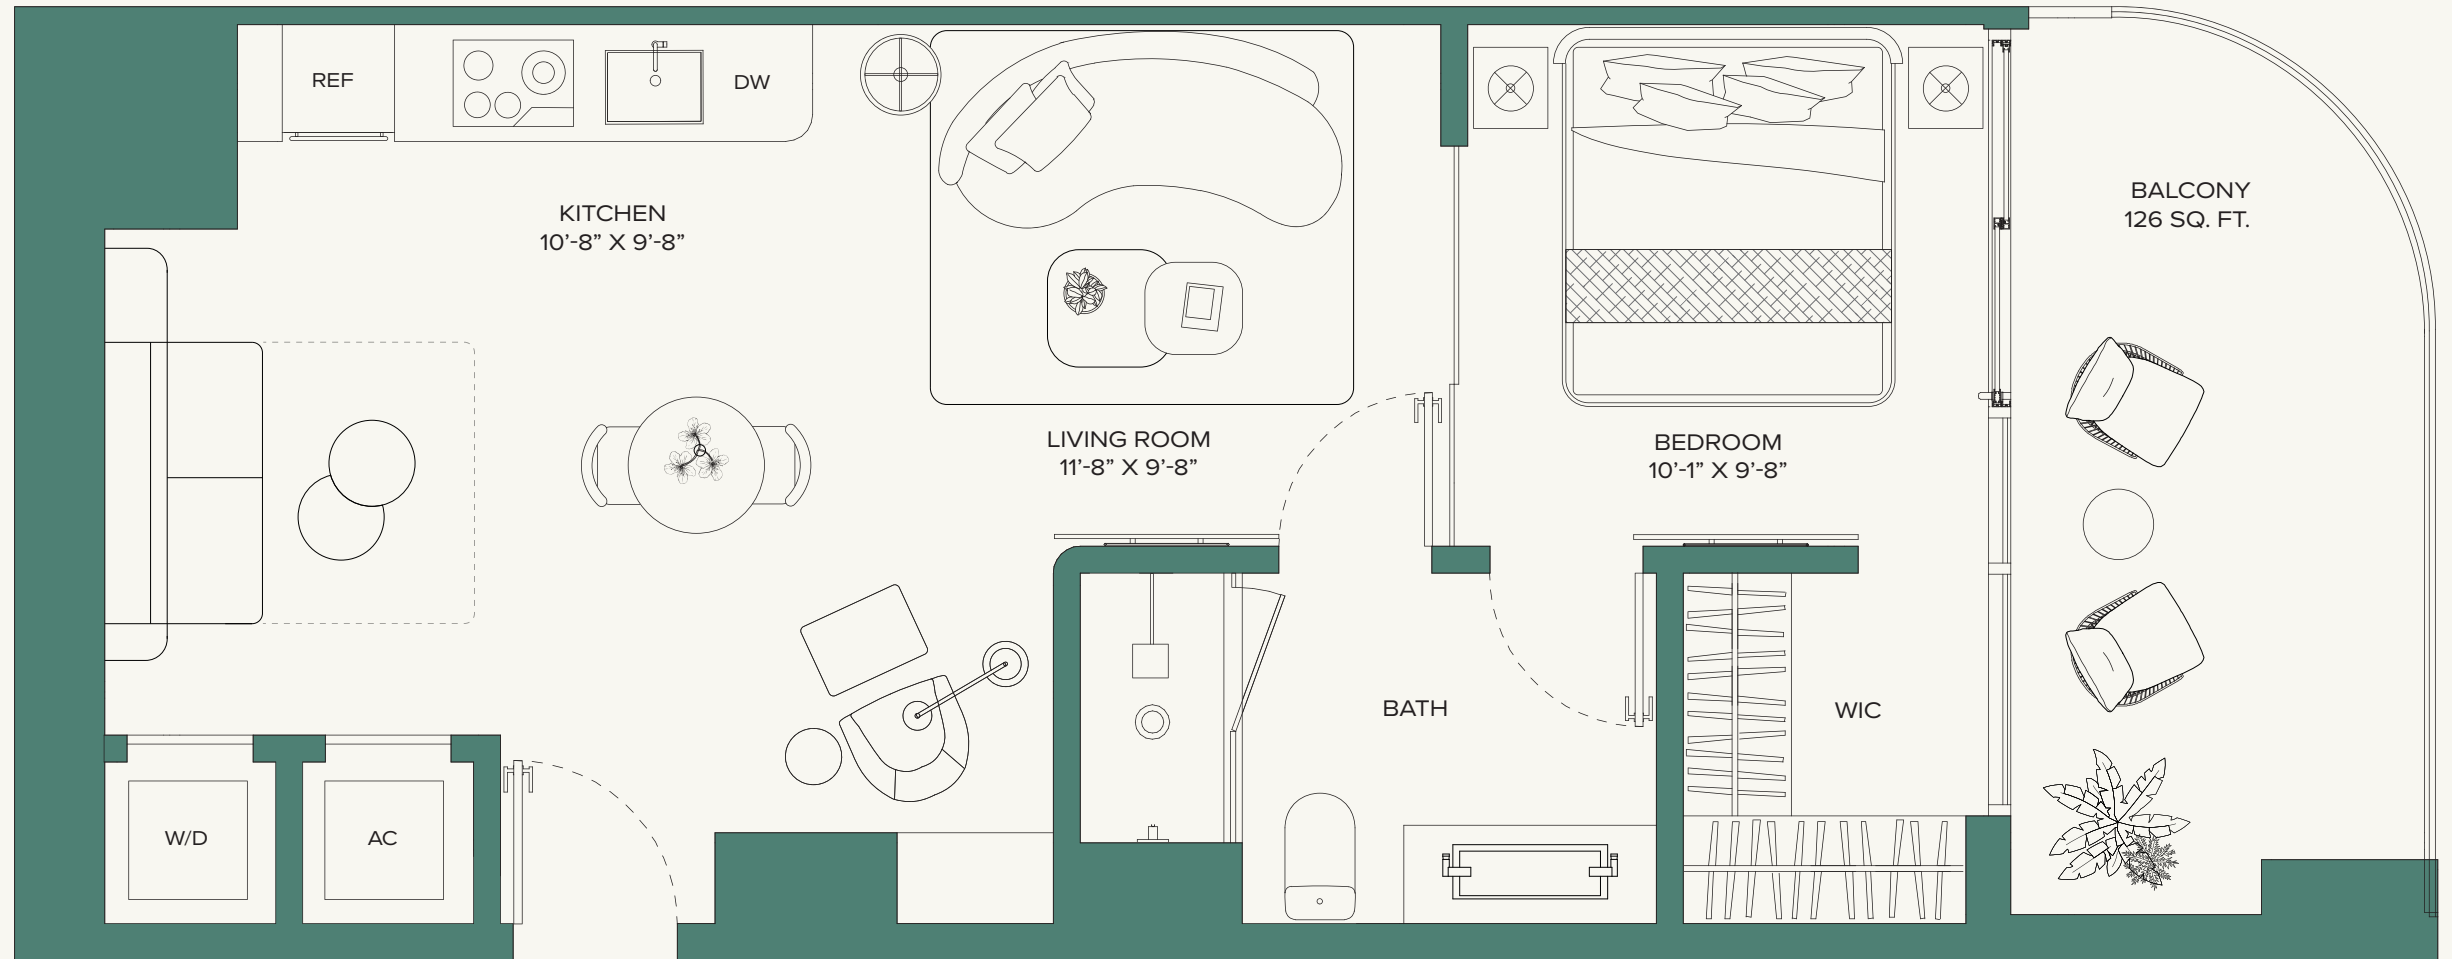 REF
DW
KITCHEN
10’-8” X 9’-8”
BALCONY
126 SQ. FT.
LIVING ROOM
11’-8” X 9’-8”
BEDROOM
10’-1” X 9’-8”
BATH
WIC
W/D
AC